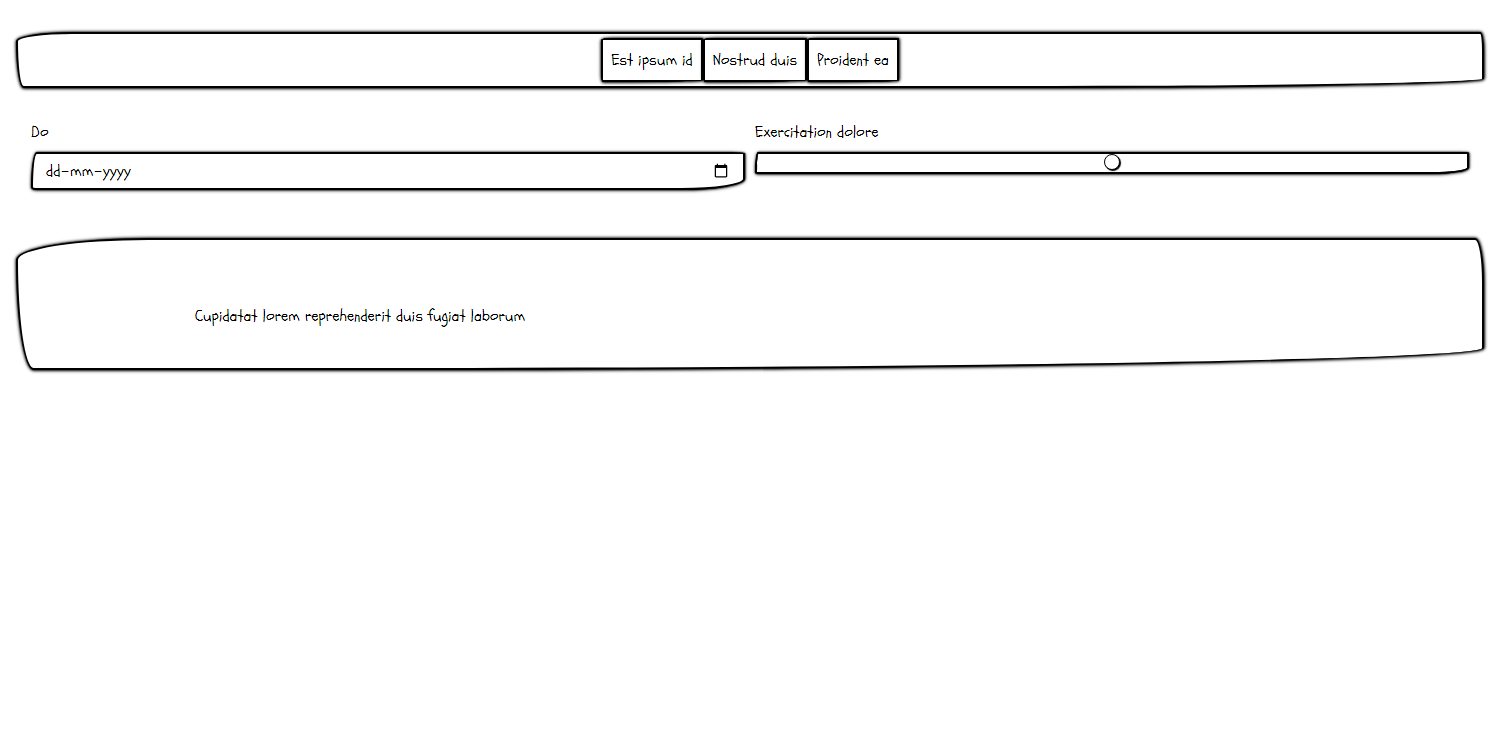 Est ipsum id Nostrud duis Proident ea
Do
Exercitation dolore
dd-mm-yyyy
Cupidatat lorem reprehenderit duis fugiat laborum